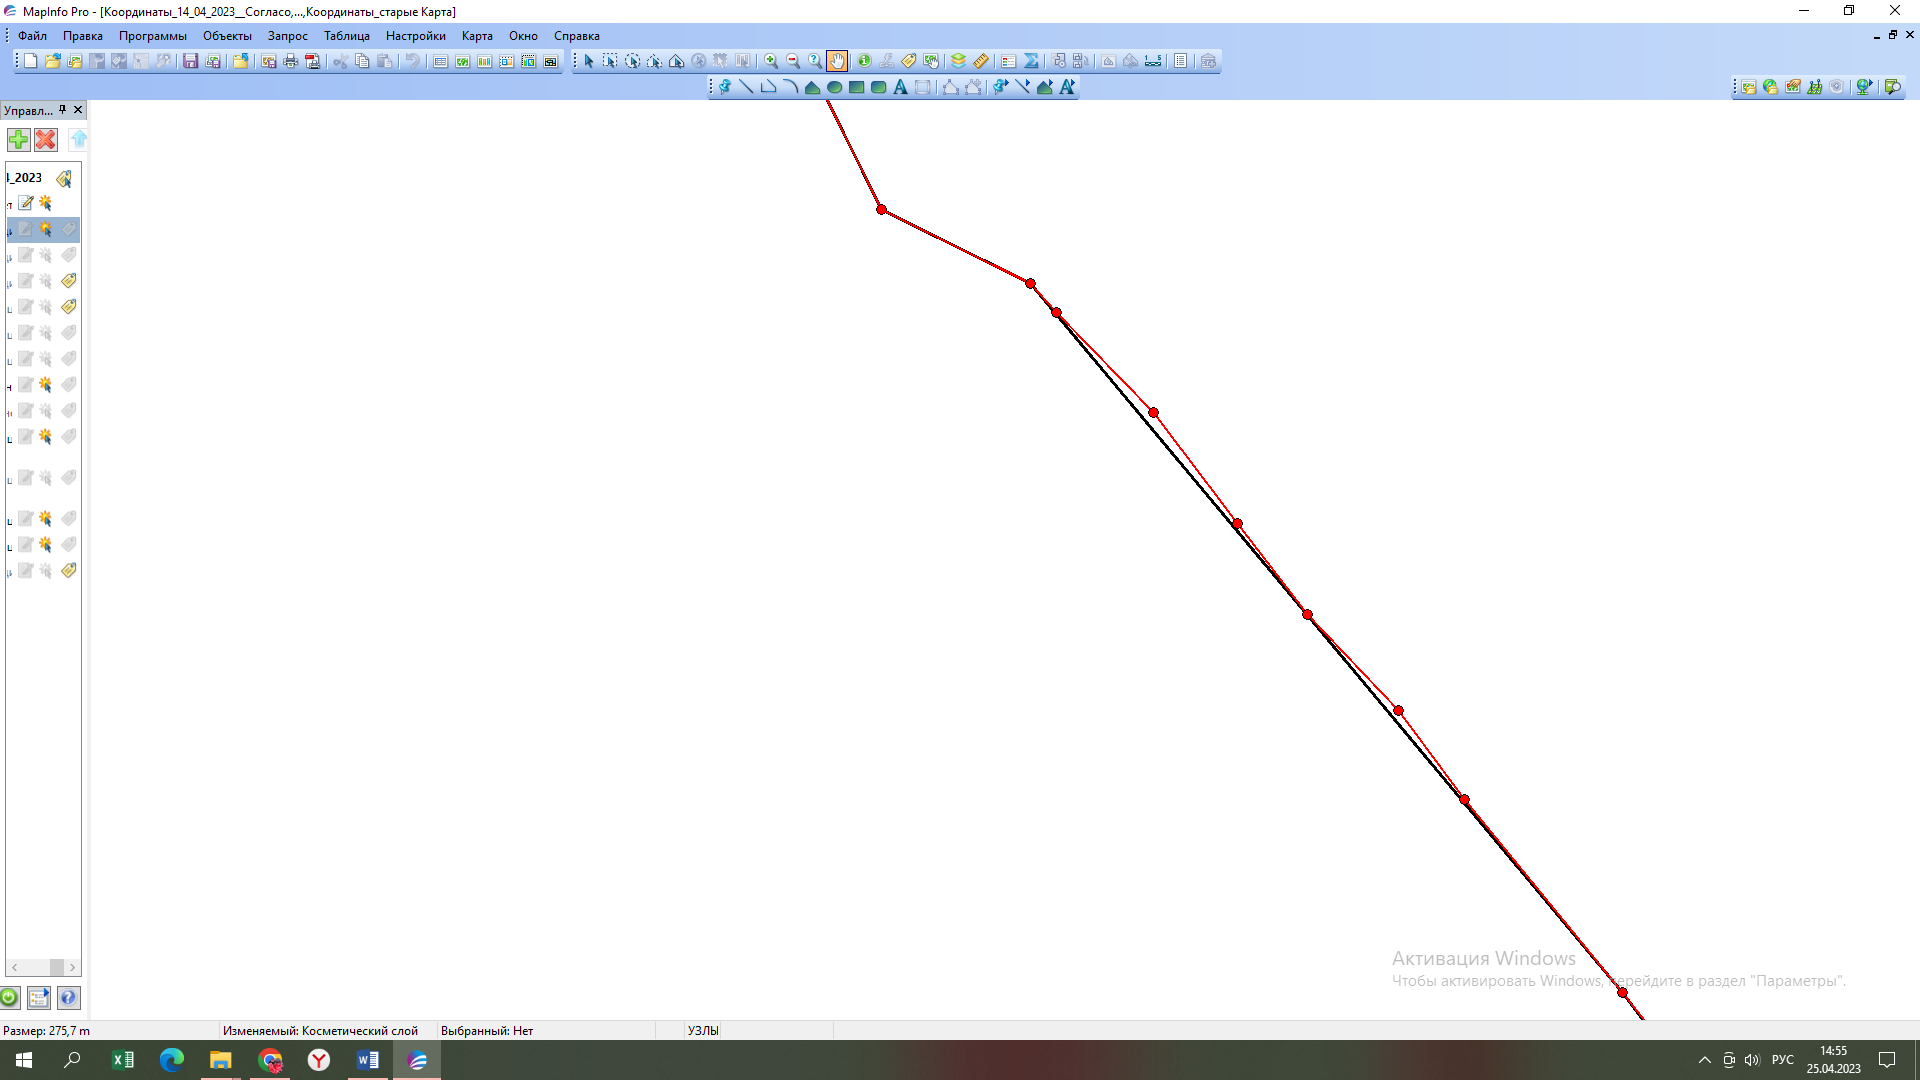 MapInfo Pro - [Координаты_14_04_2023__Согласо,...,Координаты_старые Карта]
Файл Правка Программы Объекты Запрос Таблица Настройки Карта Окно Справка
Управл...
4_2023
Активация Windows
Чтобы активировать Windows, перейдите в раздел "Параметры".
Размер: 275,7 m Изменяемый: Косметический слой Выбранный: Нет УЗЛЫ
РУС
14:55
25.04.2023